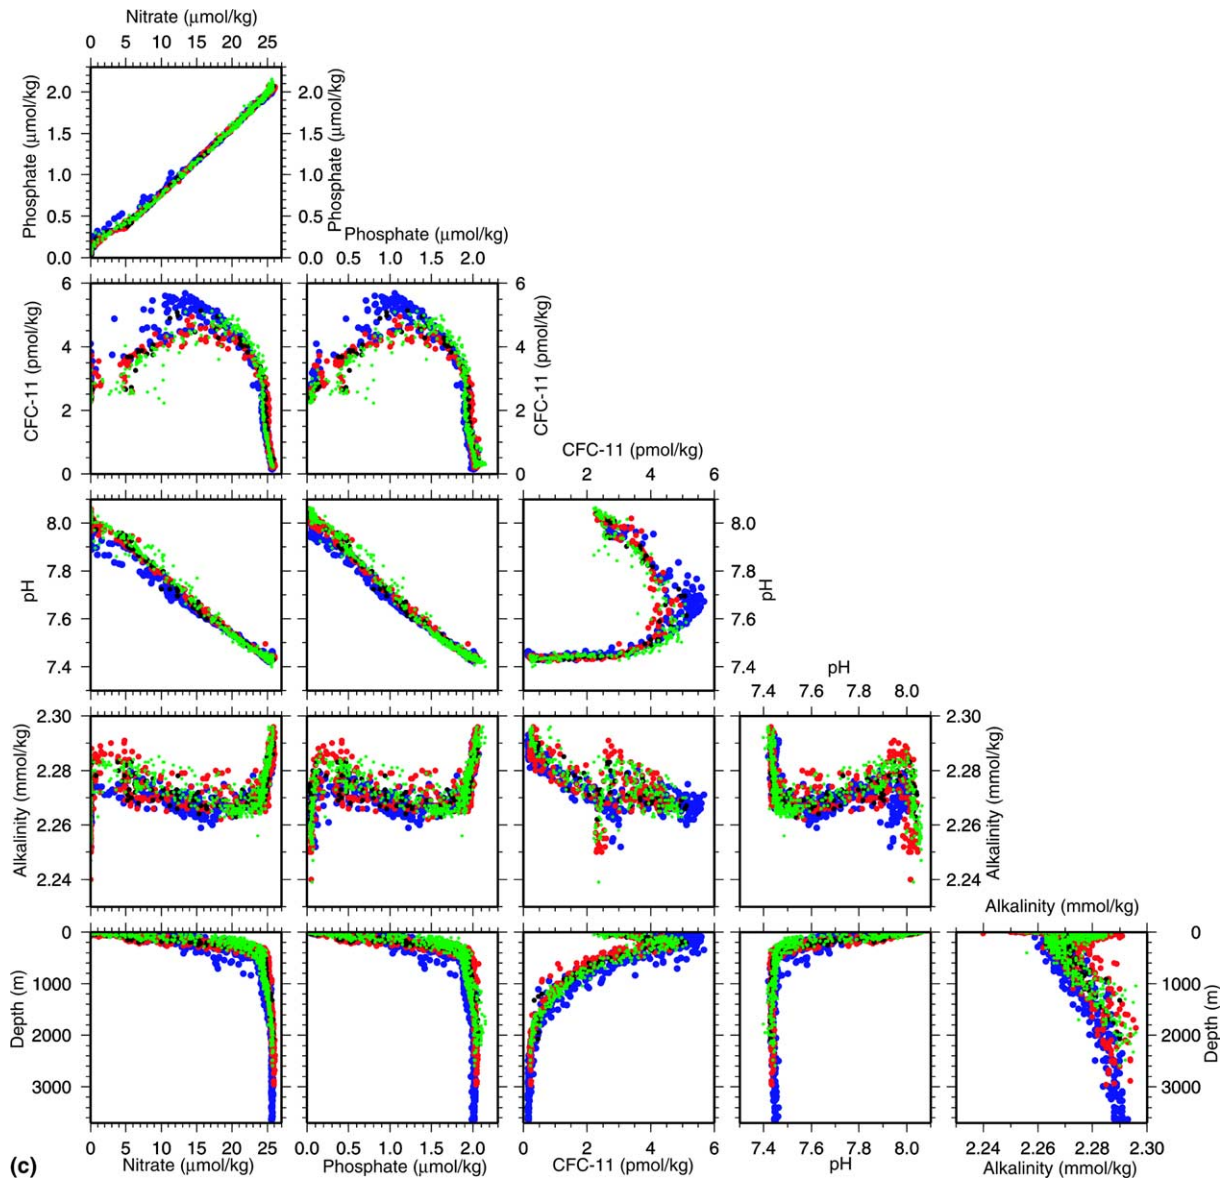 Nitrate (μmol/kg)
0 5 10 15 20 25
Phosphate (μmol/kg)
2.0
1.5
1.0
0.5
0.0
2.0
1.5
1.0
0.5
0.0
Phosphate (μmol/kg)
Phosphate (μmol/kg)
0.5 1.0 1.5 2.0
CFC-11 (pmol/kg)
6
4
2
0
6
4
2
0
CFC-11 (pmol/kg)
CFC-11 (pmol/kg)
2 4 6
pH
8.0
7.8
7.6
7.4
8.0
7.8
7.6
7.4
pH
pH
7.4 7.6 7.8 8.0
Alkalinity (mmol/kg)
2.30
2.28
2.26
2.24
2.30
2.28
2.26
2.24
Alkalinity (mmol/kg)
Alkalinity (mmol/kg)
Depth (m)
0
1000
2000
3000
0
1000
2000
3000
Depth (m)
0 5 10 15 20 25
0.0 0.5 1.0 1.5 2.0
0 2 4 6
7.4 7.6 7.8 8.0
2.24 2.26 2.28 2.30
(c)
Nitrate (μmol/kg)
Phosphate (μmol/kg)
CFC-11 (pmol/kg)
pH
Alkalinity (mmol/kg)